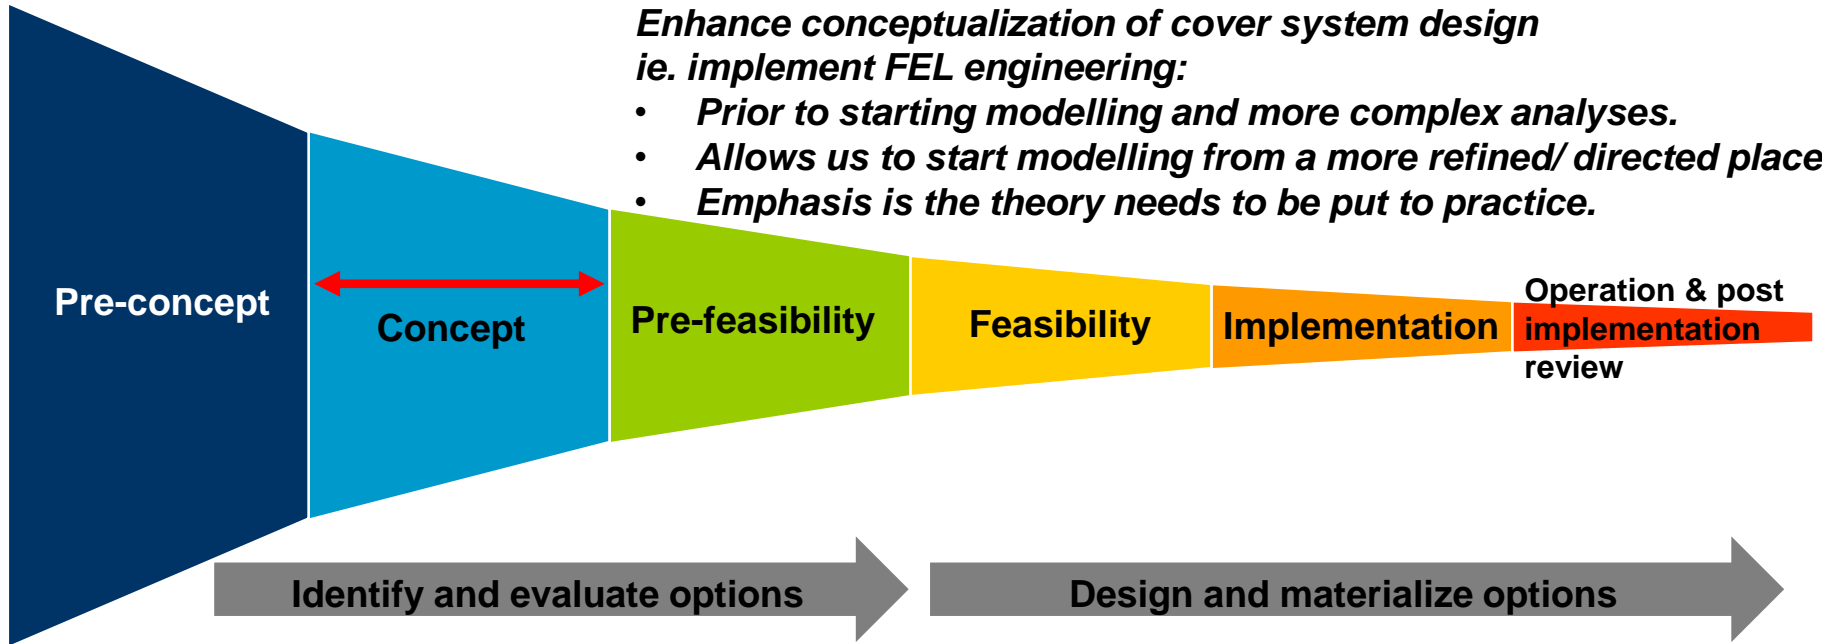 Enhance conceptualization of cover system design
ie. implement FEL engineering:
• Prior to starting modelling and more complex analyses.
• Allows us to start modelling from a more refined/ directed place
• Emphasis is the theory needs to be put to practice.
Pre-concept
Concept
Pre-feasibility
Feasibility
Implementation
Operation & post
implementation
review
Identify and evaluate options
Design and materialize options